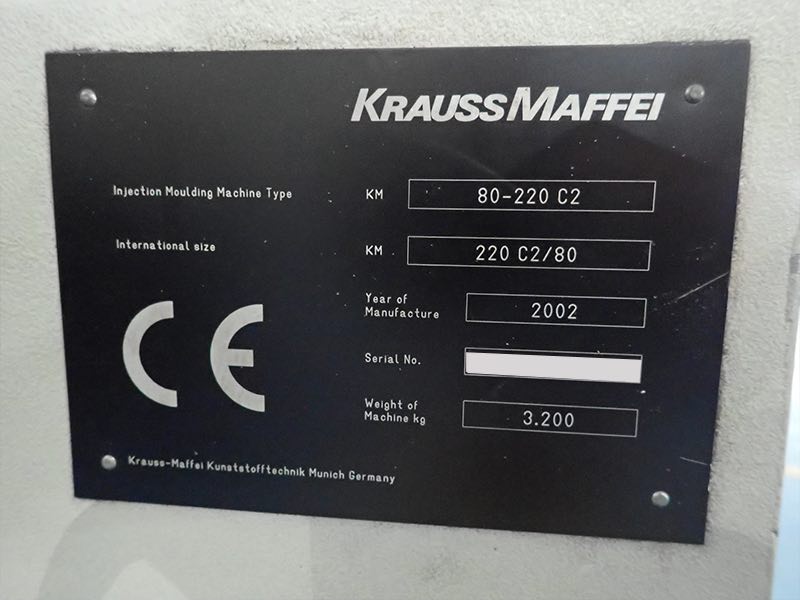 KRAUSSMAFFEI
Injection Moulding Machine Type KM 80-220 C2
International size KM 220 C2/80
Year of
Manufacture 2002
Serial No.
Weight of
Machine kg 3.200
CE
Krauss-Maffei Kunststofftechnik Munich Germany